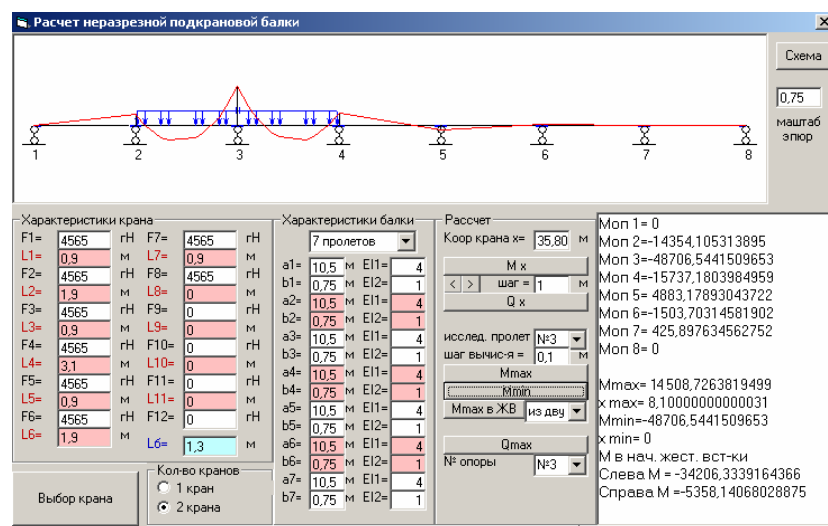 Расчет неразрезной подкрановой балки
Схема
0,75
маштаб
эпюр
1 2 3 4 5 6 7 8
Характеристики крана
F1= 4565 гН F7= 4565 гН
L1= 0,9 м L7= 0,9 м
F2= 4565 гН F8= 4565 гН
L2= 1,9 м L8= 0 м
F3= 4565 гН F9= 0 гН
L3= 0,9 м L9= 0 м
F4= 4565 гН F10= 0 гН
L4= 3,1 м L10= 0 м
F5= 4565 гН F11= 0 гН
L5= 0,9 м L11= 0 м
F6= 4565 гН F12= 0 гН
L6= 1,9 м Lб= 1,3 м
Выбор крана
Кол-во кранов
1 кран
2 крана
Характеристики балки
7 пролетов
a1= 10,5 м EI1= 4
b1= 0,75 м EI2= 1
a2= 10,5 м EI1= 4
b2= 0,75 м EI2= 1
a3= 10,5 м EI1= 4
b3= 0,75 м EI2= 1
a4= 10,5 м EI1= 4
b4= 0,75 м EI2= 1
a5= 10,5 м EI1= 4
b5= 0,75 м EI2= 1
a6= 10,5 м EI1= 4
b6= 0,75 м EI2= 1
a7= 10,5 м EI1= 4
b7= 0,75 м EI2= 1
Рассчет
Коор крана x= 35,80 м
M x
< > шаг = 1 м
Q x
исслед. пролет №3
шаг вычис-я = 0,1 м
Mmax
Mmin
Mmax в ЖВ из дву
Qmax
№ опоры №3
Моп 1= 0
Моп 2=-14354,105313895
Моп 3=-48706,5441509653
Моп 4=-15737,1803984959
Моп 5= 4883,17893043722
Моп 6=-1503,70314581902
Моп 7= 425,897634562752
Моп 8= 0
Mmax= 14508,7263819499
x max= 8,10000000000031
Mmin=-48706,5441509653
x min= 0
М в нач. жест. вст-ки
Слева М = -34206,3339164366
Справа М =-5358,14068028875